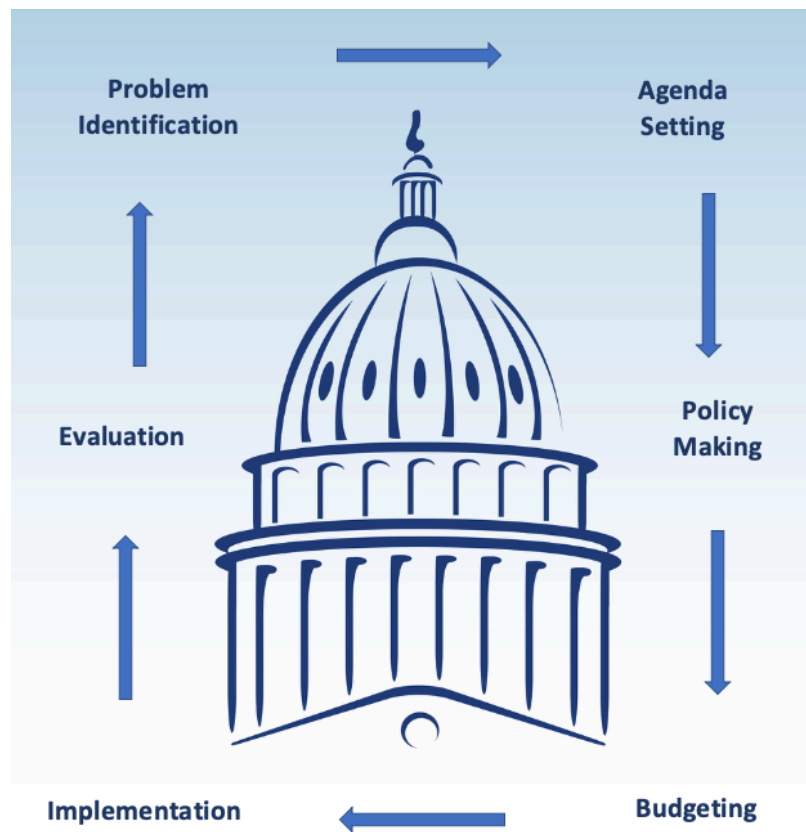 Problem
Identification
Agenda
Setting
Policy
Making
Budgeting
Implementation
Evaluation